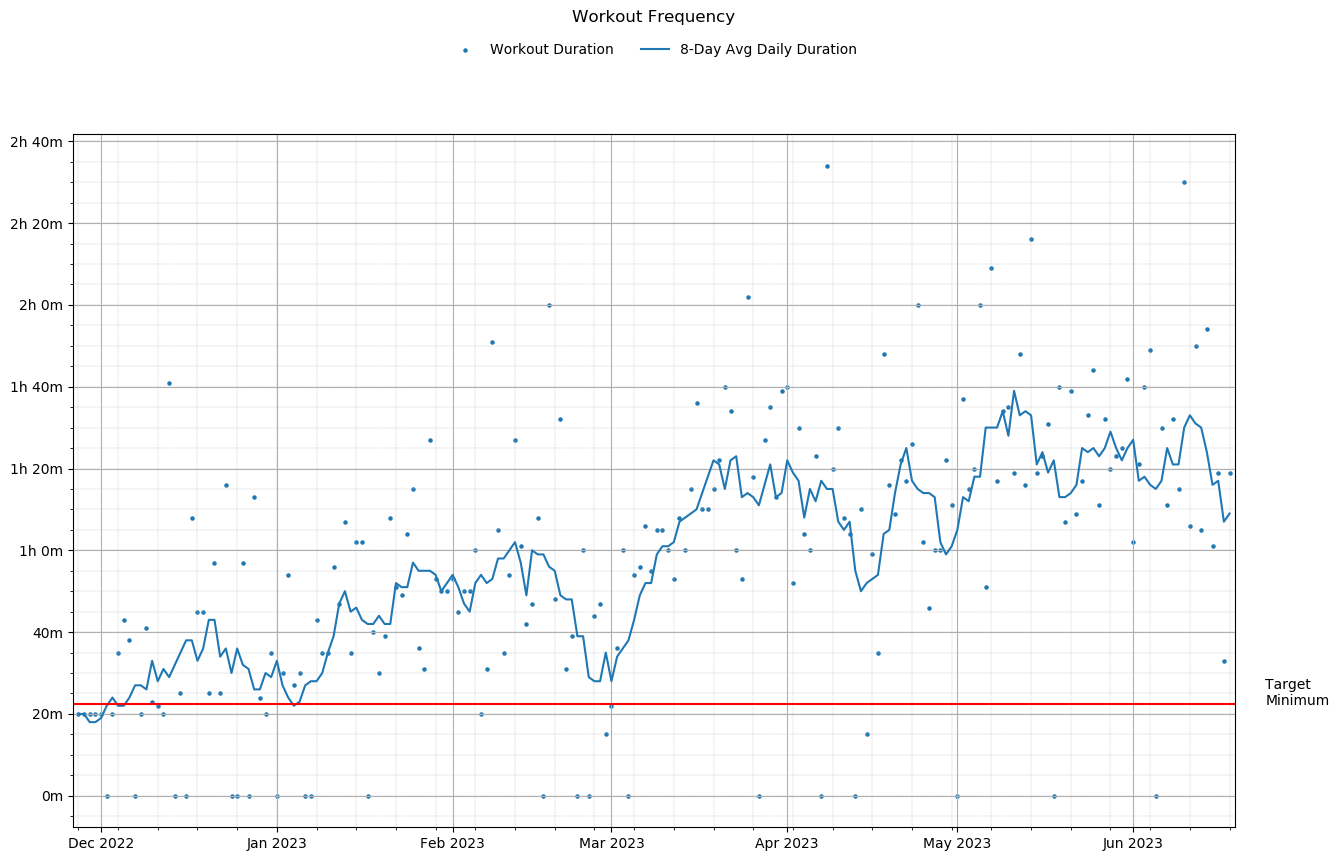 Workout Frequency
Workout Duration
8-Day Avg Daily Duration
2h 40m
2h 20m
2h 0m
1h 40m
1h 20m
1h 0m
40m
20m
0m
Target
Minimum
Dec 2022
Jan 2023
Feb 2023
Mar 2023
Apr 2023
May 2023
Jun 2023